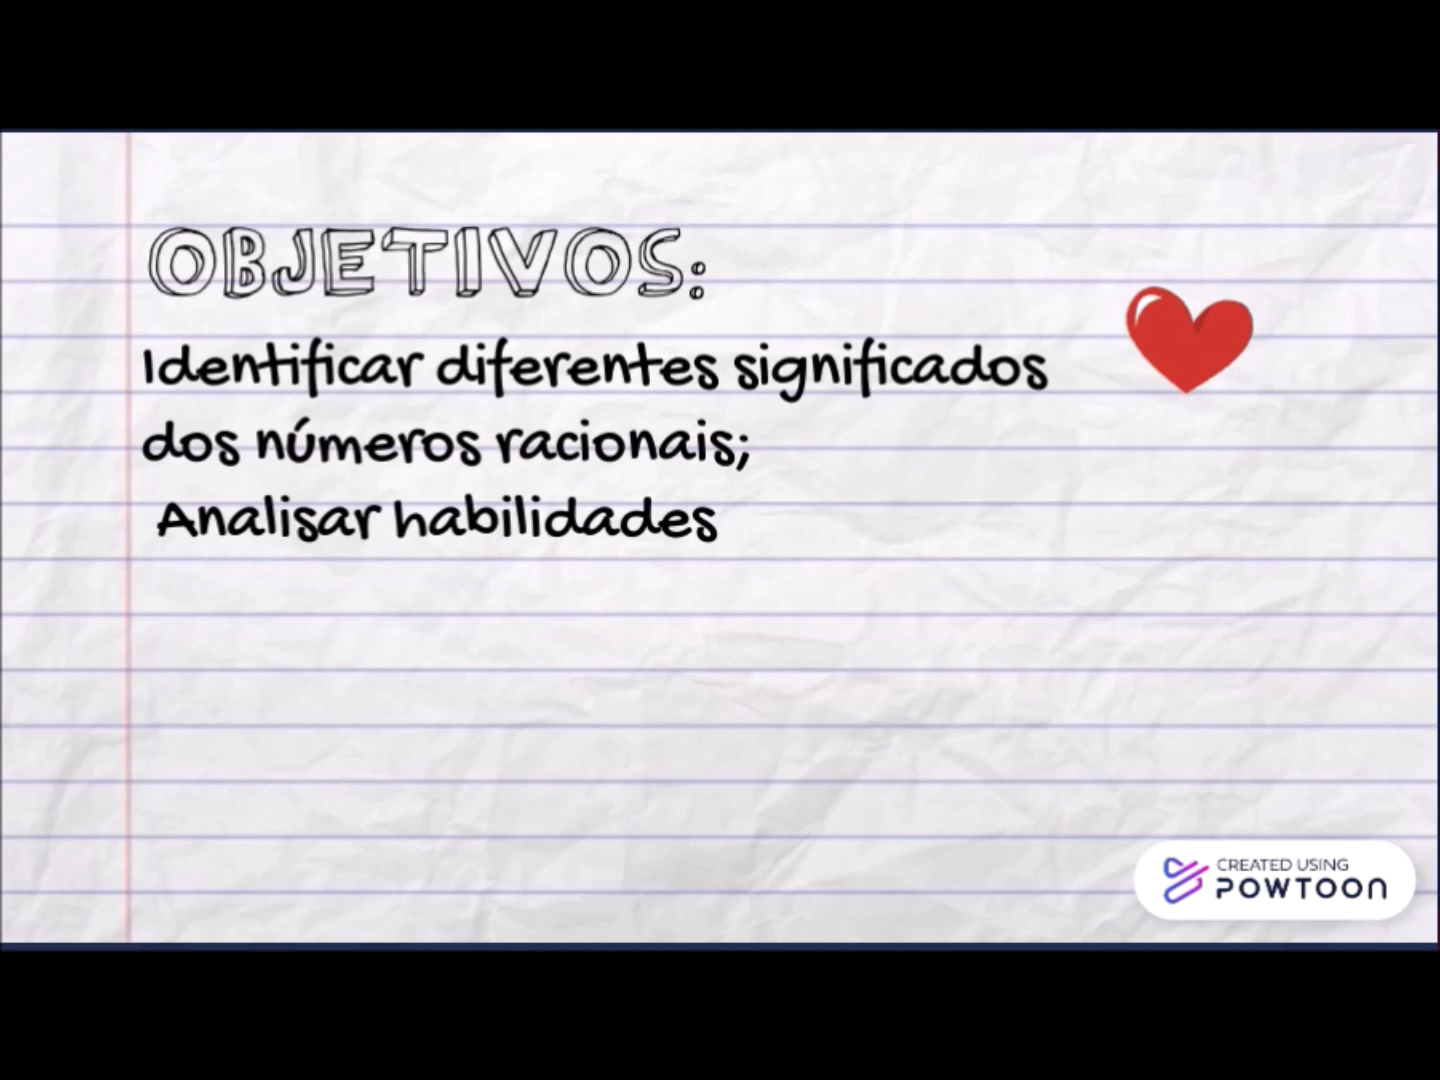 OBJETIVOS:
Identificar diferentes significados
dos números racionais;
Analisar habilidades
CREATED USING
POWTOON